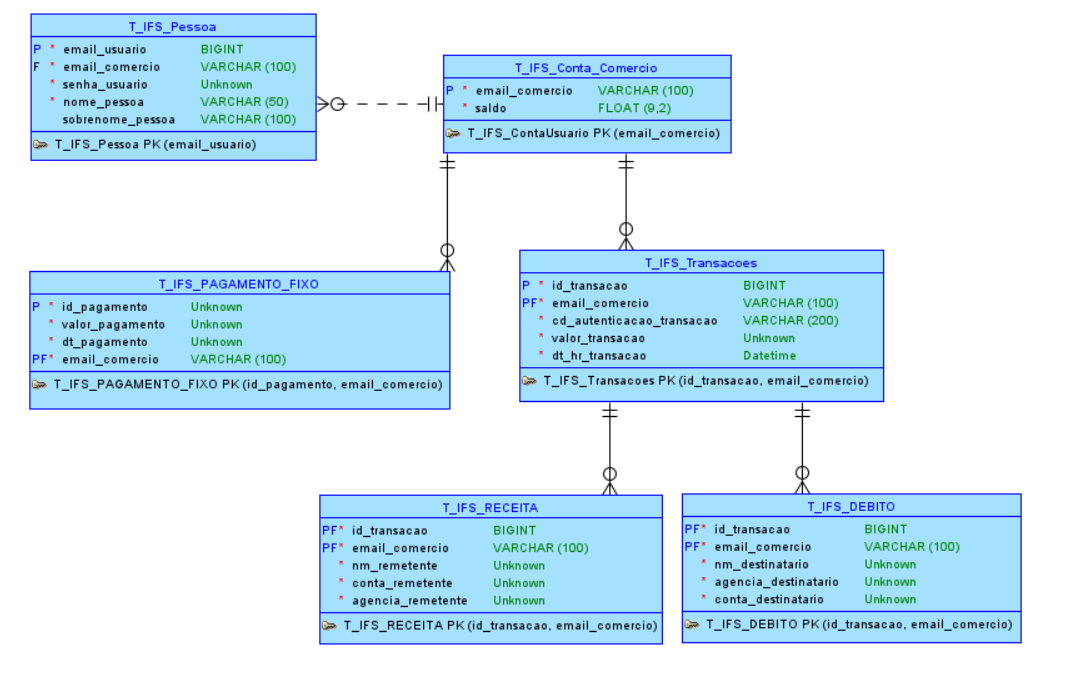 T_IFS_Pessoa
P * email_usuario BIGINT
F * email_comercio VARCHAR (100)
* senha_usuario Unknown
* nome_pessoa VARCHAR (50)
sobrenome_pessoa VARCHAR (100)
T_IFS_Pessoa PK (email_usuario)
T_IFS_Conta_Comercio
P * email_comercio VARCHAR (100)
* saldo FLOAT (9,2)
T_IFS_ContaUsuario PK (email_comercio)
T_IFS_PAGAMENTO_FIXO
P * id_pagamento Unknown
* valor_pagamento Unknown
* dt_pagamento Unknown
PF* email_comercio VARCHAR (100)
T_IFS_PAGAMENTO_FIXO PK (id_pagamento, email_comercio)
T_IFS_Transacoes
P * id_transacao BIGINT
PF* email_comercio VARCHAR (100)
* cd_autenticacao_transacao VARCHAR (200)
* valor_transacao Unknown
* dt_hr_transacao Datetime
T_IFS_Transacoes PK (id_transacao, email_comercio)
T_IFS_RECEITA
PF* id_transacao BIGINT
PF* email_comercio VARCHAR (100)
* nm_remetente Unknown
* conta_remetente Unknown
* agencia_remetente Unknown
T_IFS_RECEITA PK (id_transacao, email_comercio)
T_IFS_DEBITO
PF* id_transacao BIGINT
PF* email_comercio VARCHAR (100)
* nm_destinatario Unknown
* agencia_destinatario Unknown
* conta_destinatario Unknown
T_IFS_DEBITO PK (id_transacao, email_comercio)